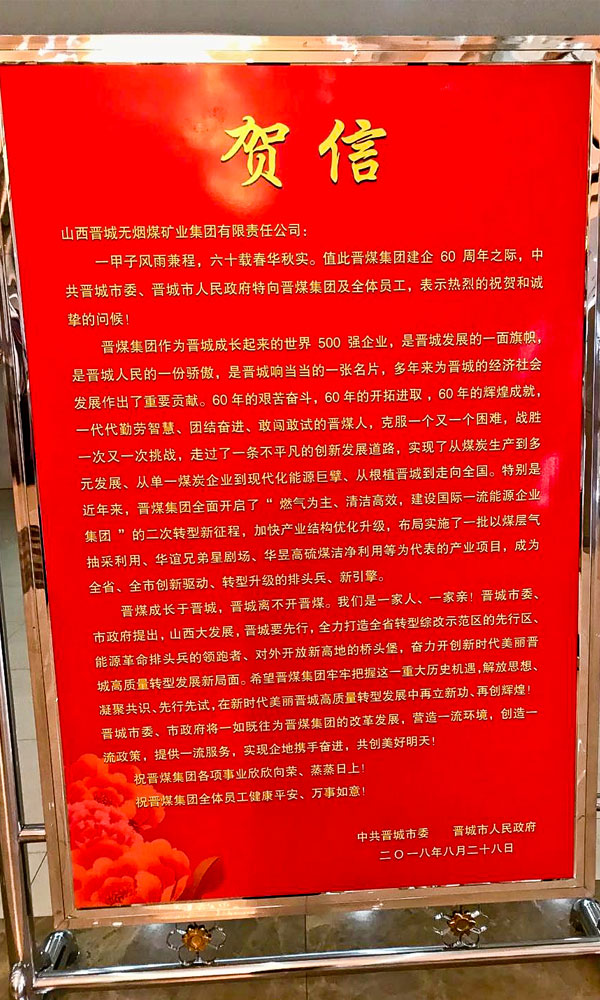 贺信
山西晋城无烟煤矿业集团有限责任公司：
一甲子风雨兼程，六十载春华秋实。值此晋煤集团建企 60 周年之际，中
共晋城市委、晋城市人民政府特向晋煤集团及全体员工，表示热烈的祝贺和诚
挚的问候！
晋煤集团作为晋城成长起来的世界 500 强企业，是晋城发展的一面旗帜，
是晋城人民的一份骄傲，是晋城响当当的一张名片，多年来为晋城的经济社会
发展作出了重要贡献。60 年的艰苦奋斗，60 年的开拓进取，60 年的辉煌成就，
一代代勤劳智慧、团结奋进、敢闯敢试的晋煤人，克服一个又一个困难，战胜
一次又一次挑战，走过了一条不平凡的创新发展道路，实现了从煤炭生产到多
元发展、从单一煤炭企业到现代化能源巨擘、从根植晋城到走向全国。特别是
近年来，晋煤集团全面开启了“ 燃气为主、清洁高效，建设国际一流能源企业
集团 ”的二次转型新征程，加快产业结构优化升级，布局实施了一批以煤层气
抽采利用、华谊兄弟星剧场、华昱高硫煤洁净利用等为代表的产业项目，成为
全省、全市创新驱动、转型升级的排头兵、新引擎。
晋煤成长于晋城，晋城离不开晋煤。我们是一家人、一家亲！晋城市委、
市政府提出，山西大发展，晋城要先行，全力打造全省转型综改示范区的先行区、
能源革命排头兵的领跑者、对外开放新高地的桥头堡，奋力开创新时代美丽晋
城高质量转型发展新局面。希望晋煤集团牢牢把握这一重大历史机遇，解放思想、
凝聚共识、先行先试，在新时代美丽晋城高质量转型发展中再立新功、再创辉煌！
晋城市委、市政府将一如既往为晋煤集团的改革发展，营造一流环境，创造一
流政策，提供一流服务，实现企地携手奋进，共创美好明天！
祝晋煤集团各项事业欣欣向荣、蒸蒸日上！
祝晋煤集团全体员工健康平安、万事如意！
中共晋城市委 晋城市人民政府
二〇一八年八月二十八日